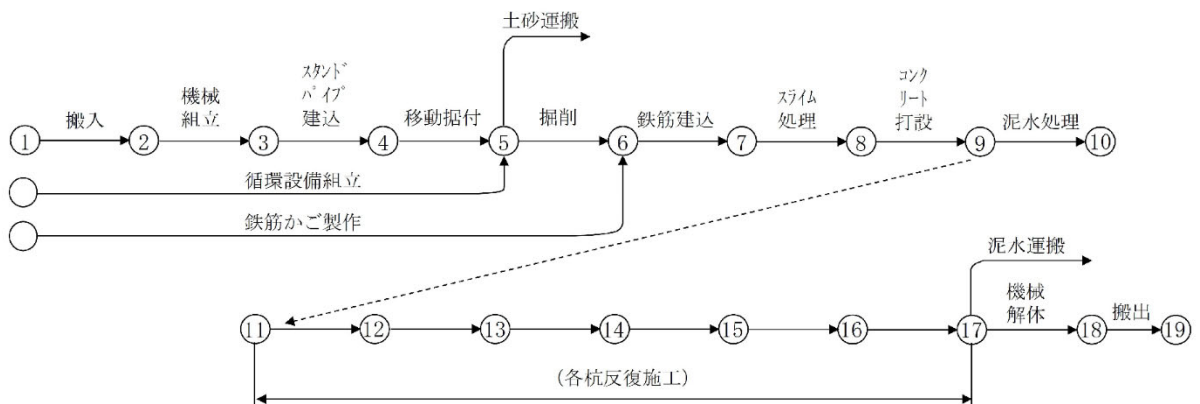 土砂運搬
スタンド
パイプ
建込
コンク
リート
打設
機械
組立
スライム
処理
搬入
移動据付
掘削
鉄筋建込
泥水処理
① ② ③ ④ ⑤ ⑥ ⑦ ⑧ ⑨ ⑩
循環設備組立
鉄筋かご製作
泥水運搬
機械
解体
搬出
⑪ ⑫ ⑬ ⑭ ⑮ ⑯ ⑰ ⑱ ⑲
(各杭反復施工)